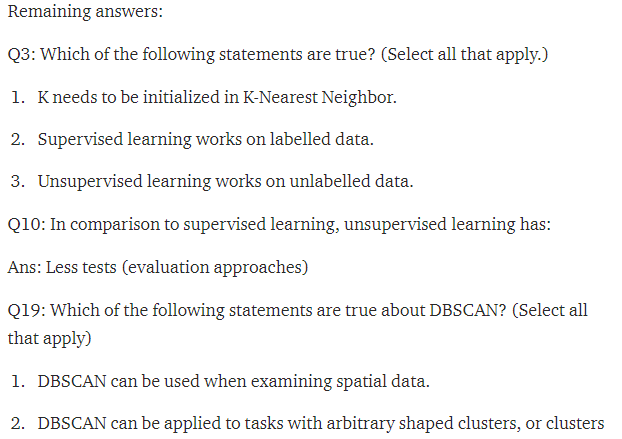 Remaining answers:
Q3: Which of the following statements are true? (Select all that apply.)
1. K needs to be initialized in K-Nearest Neighbor.
2. Supervised learning works on labelled data.
3. Unsupervised learning works on unlabelled data.
Q10: In comparison to supervised learning, unsupervised learning has:
Ans: Less tests (evaluation approaches)
Q19: Which of the following statements are true about DBSCAN? (Select all
that apply)
1. DBSCAN can be used when examining spatial data.
2. DBSCAN can be applied to tasks with arbitrary shaped clusters, or clusters